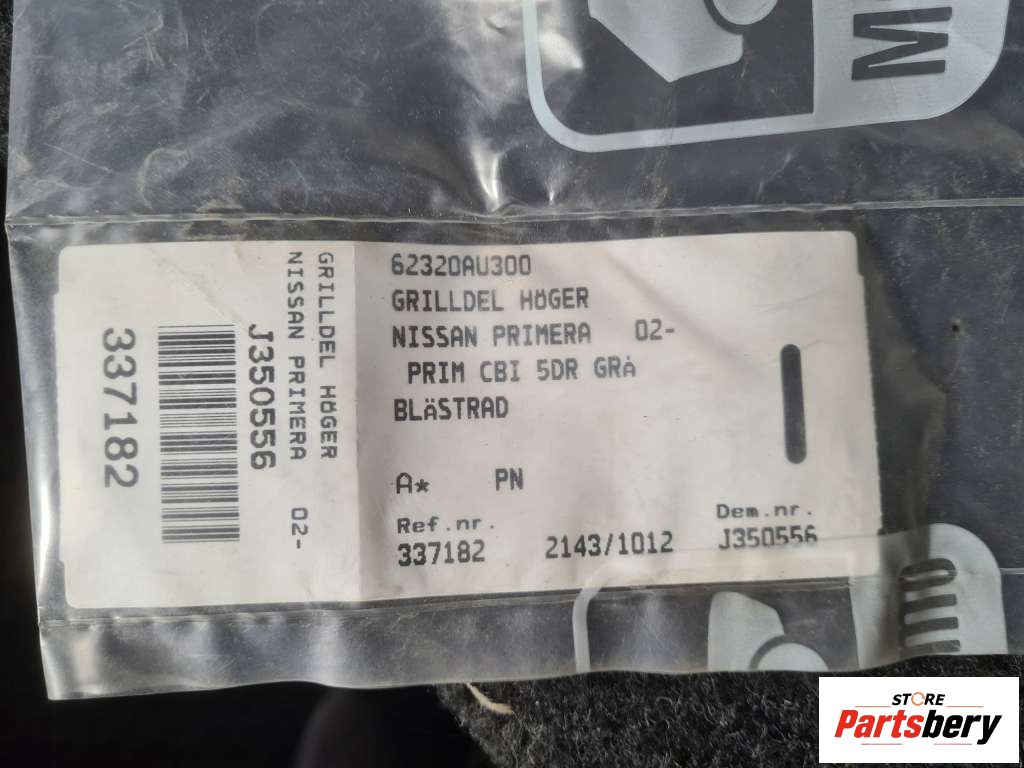 62320AU300
GRILLDEL HÖGER
NISSAN PRIMERA 02-
PRIM CBI 5DR GRÅ
BLÄSTRAD
A* PN
Ref.nr.
337182
2143/1012
Dem.nr.
J350556
GRILLDEL HÖGER
NISSAN PRIMERA 02-
J350556
337182
STORE
Partsbery